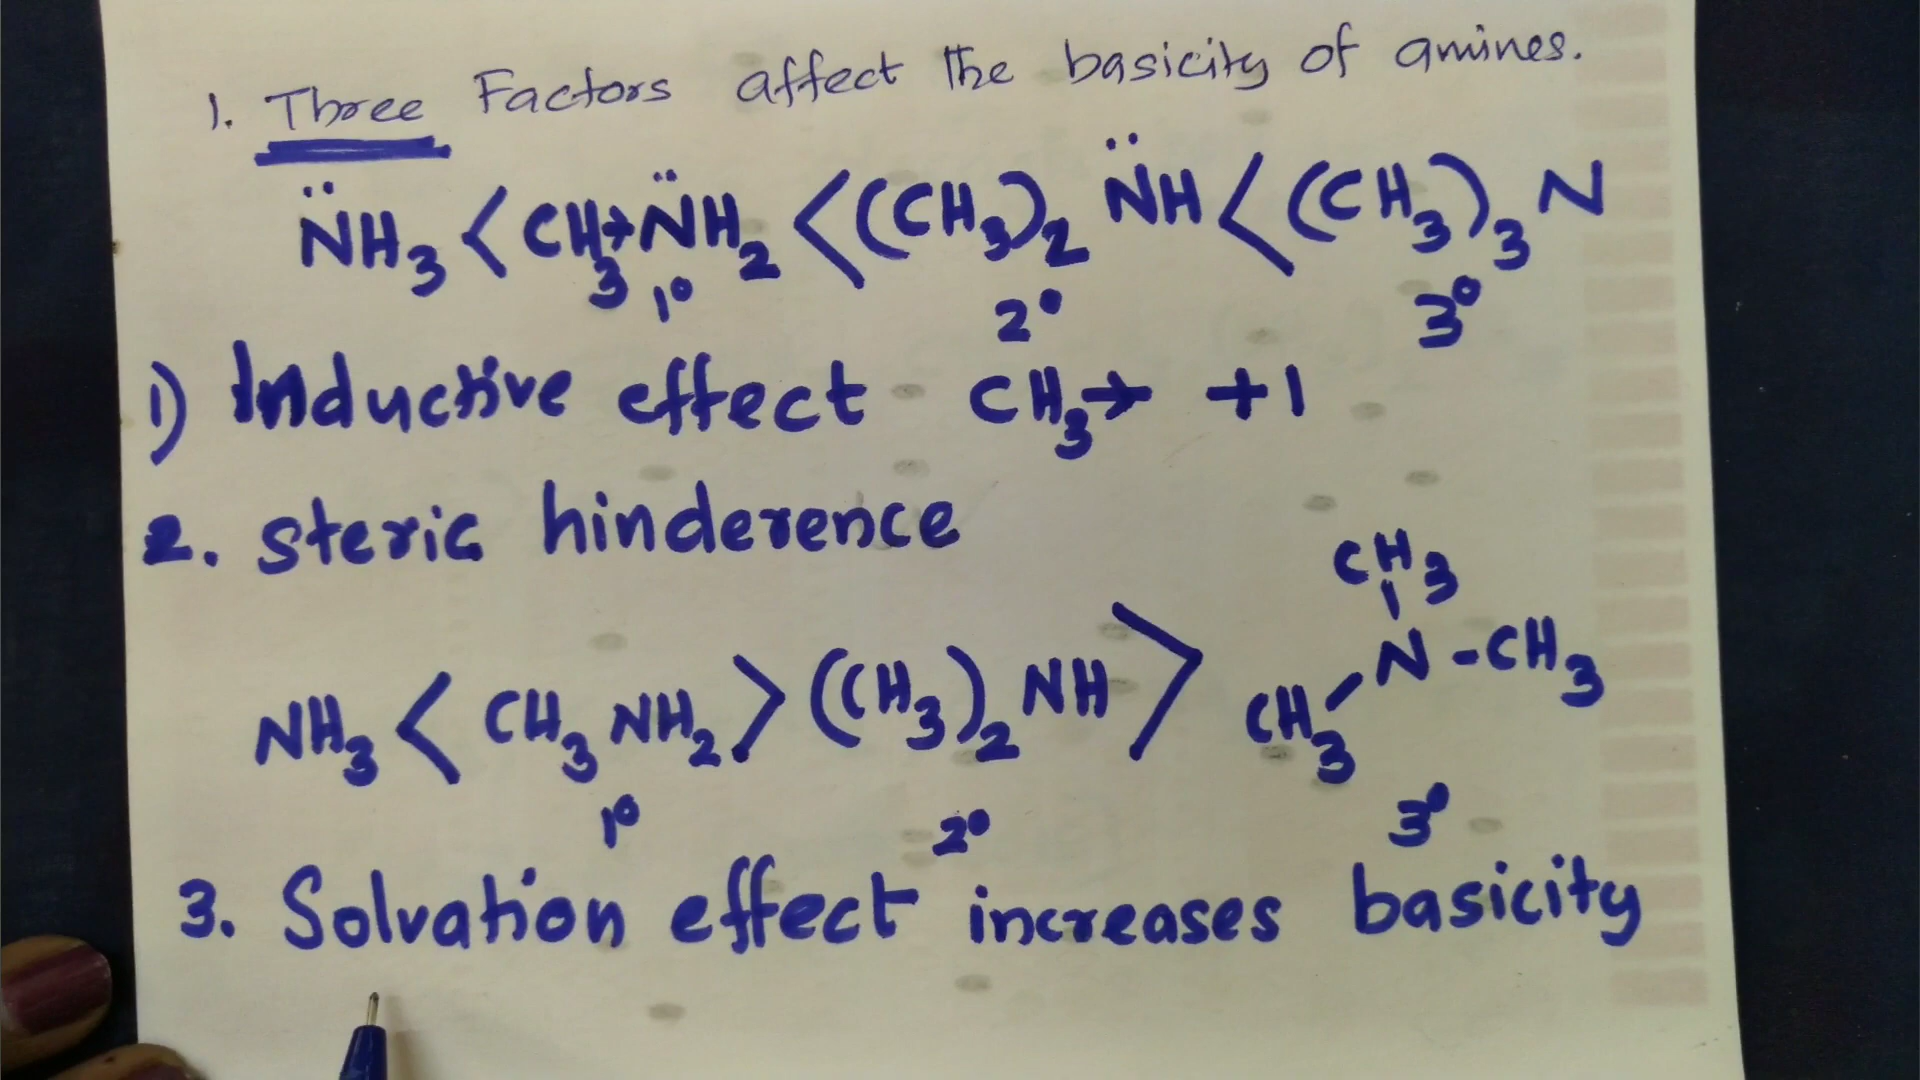 1. Three Factors affect the basicity of amines.
N̈H₃ < CH₃→N̈H₂ < (CH₃)₂ N̈H < (CH₃)₃ N
1° 2° 3°
1) Inductive effect CH₃→ +I
2. steric hinderence
CH₃
NH₃ < CH₃ NH₂ > (CH₃)₂ NH > CH₃ N-CH₃
1° 2° 3°
3. Solvation effect increases basicity